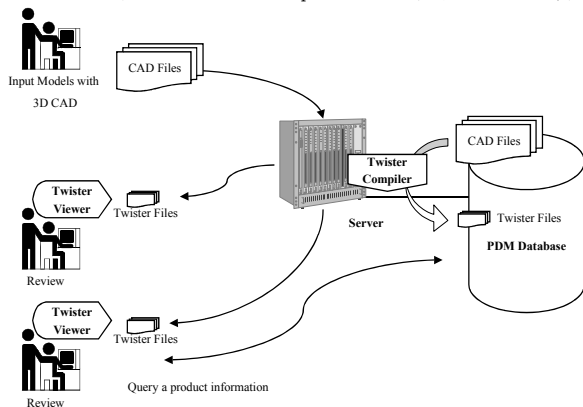 Input Models with
3D CAD
CAD Files
CAD Files
Twister
Compiler
Server
Twister Files
PDM Database
Twister
Viewer
Twister Files
Review
Twister
Viewer
Twister Files
Query a product information
Review